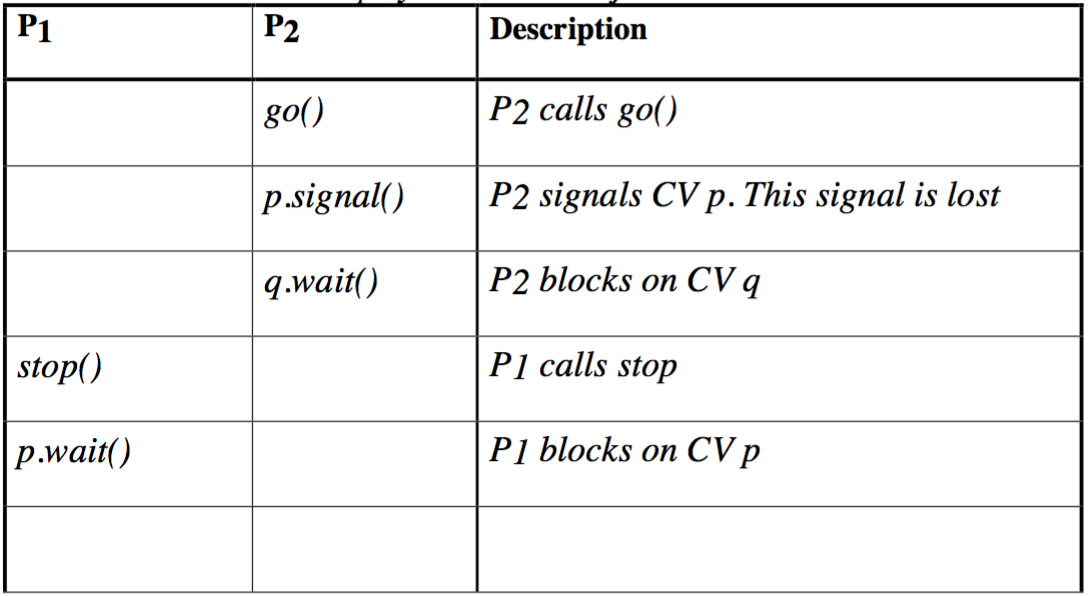 P1 P2 Description
go() P2 calls go()
p.signal() P2 signals CV p. This signal is lost
q.wait() P2 blocks on CV q
stop() P1 calls stop
p.wait() P1 blocks on CV p